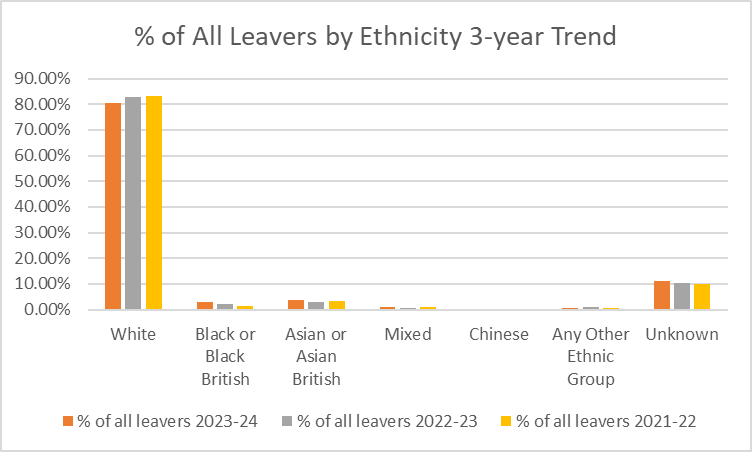 % of All Leavers by Ethnicity 3-year Trend
90.00%
80.00%
70.00%
60.00%
50.00%
40.00%
30.00%
20.00%
10.00%
0.00%
White
Black or
Black
British
Asian or
Asian
British
Mixed
Chinese
Any Other
Ethnic
Group
Unknown
% of all leavers 2023-24
% of all leavers 2022-23
% of all leavers 2021-22